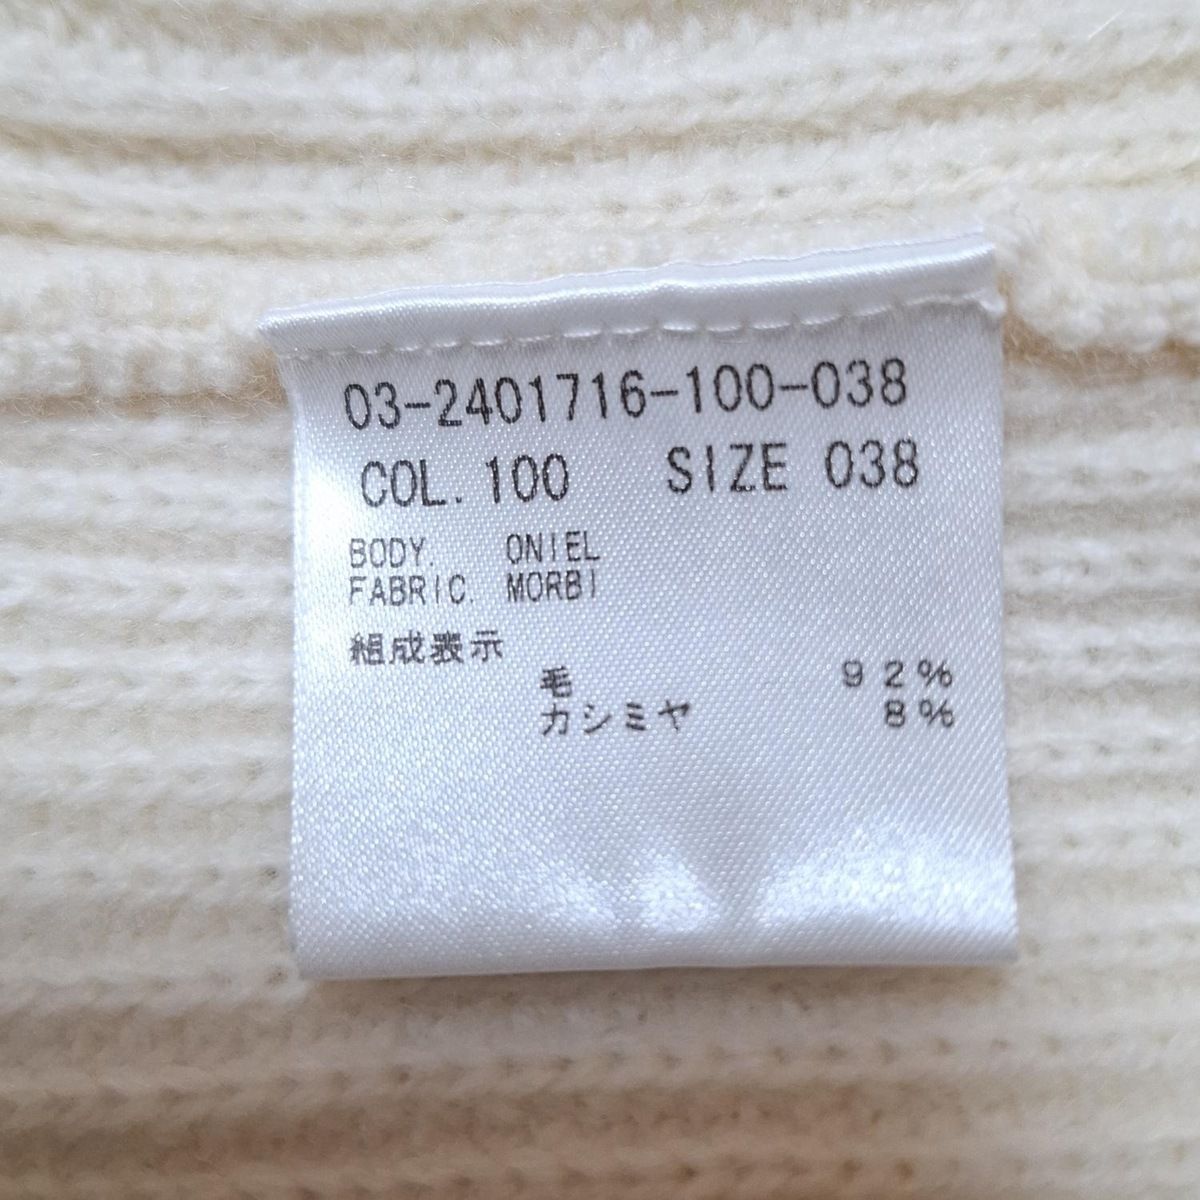 03-2401716-100-038
COL. 100 SIZE 038
BODY. ONIEL
FABRIC. MORBI
組成表示
毛 92%
カシミヤ 8%